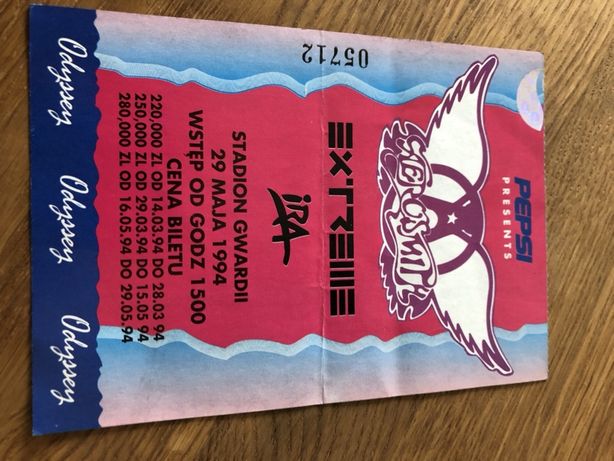 PEPSI
PRESENTS
AEROSMITH
EXTREME
05712
IRA
STADION GWARDII
29 MAJA 1994
WSTĘP OD GODZ 1500
CENA BILETU
220,000 ZŁ OD 14.03.94 DO 28.03 94
250,000 ZŁ OD 29.03.94 DO 15.05 94
280,000 ZŁ OD 16.05.94 DO 29.05.94
Odyssey Odyssey Odyssey